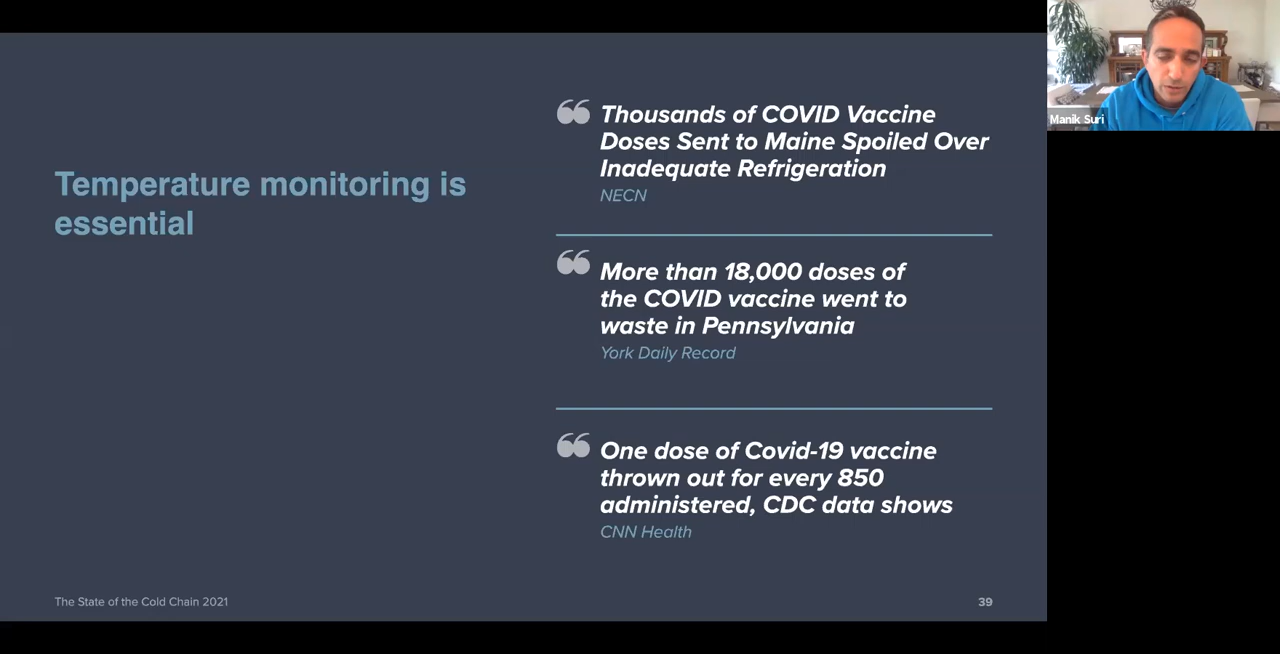 Temperature monitoring is
essential
Thousands of COVID Vaccine
Doses Sent to Maine Spoiled Over
Inadequate Refrigeration
NECN
More than 18,000 doses of
the COVID vaccine went to
waste in Pennsylvania
York Daily Record
One dose of Covid-19 vaccine
thrown out for every 850
administered, CDC data shows
CNN Health
The State of the Cold Chain 2021
39
Manik Suri